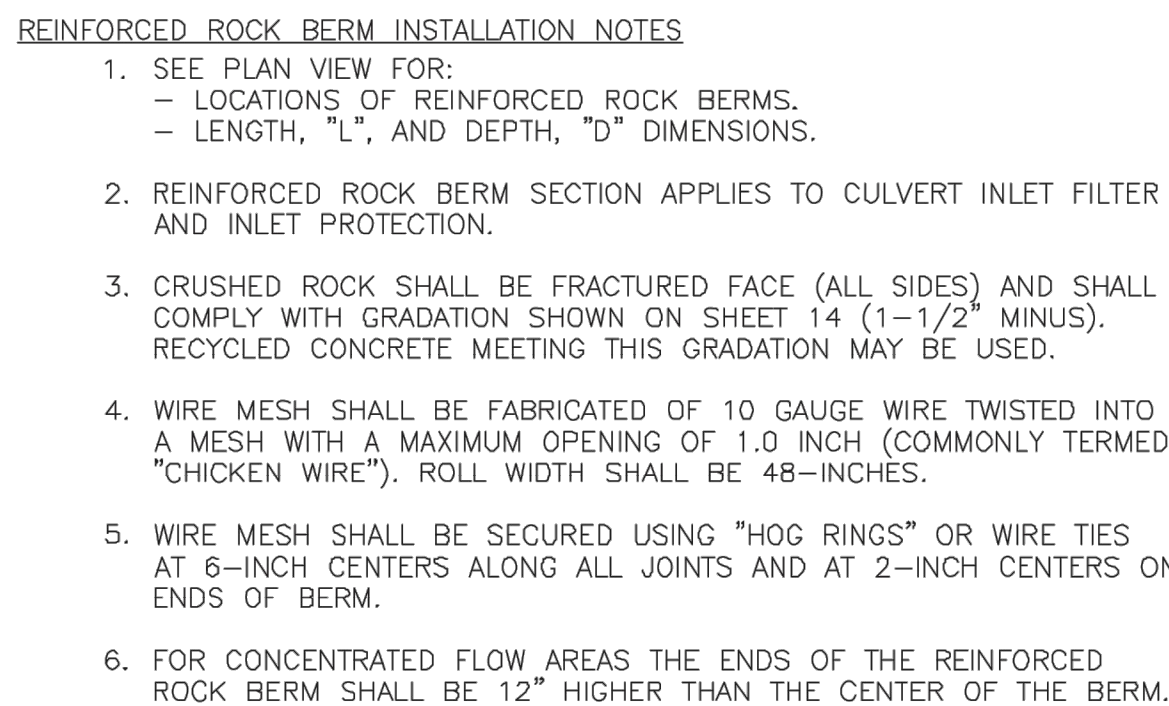 REINFORCED ROCK BERM INSTALLATION NOTES
1. SEE PLAN VIEW FOR:
– LOCATIONS OF REINFORCED ROCK BERMS.
– LENGTH, "L", AND DEPTH, "D" DIMENSIONS.
2. REINFORCED ROCK BERM SECTION APPLIES TO CULVERT INLET FILTER
AND INLET PROTECTION.
3. CRUSHED ROCK SHALL BE FRACTURED FACE (ALL SIDES) AND SHALL
COMPLY WITH GRADATION SHOWN ON SHEET 14 (1–1/2" MINUS).
RECYCLED CONCRETE MEETING THIS GRADATION MAY BE USED.
4. WIRE MESH SHALL BE FABRICATED OF 10 GAUGE WIRE TWISTED INTO
A MESH WITH A MAXIMUM OPENING OF 1.0 INCH (COMMONLY TERMED
"CHICKEN WIRE"). ROLL WIDTH SHALL BE 48–INCHES.
5. WIRE MESH SHALL BE SECURED USING "HOG RINGS" OR WIRE TIES
AT 6–INCH CENTERS ALONG ALL JOINTS AND AT 2–INCH CENTERS ON
ENDS OF BERM.
6. FOR CONCENTRATED FLOW AREAS THE ENDS OF THE REINFORCED
ROCK BERM SHALL BE 12" HIGHER THAN THE CENTER OF THE BERM.